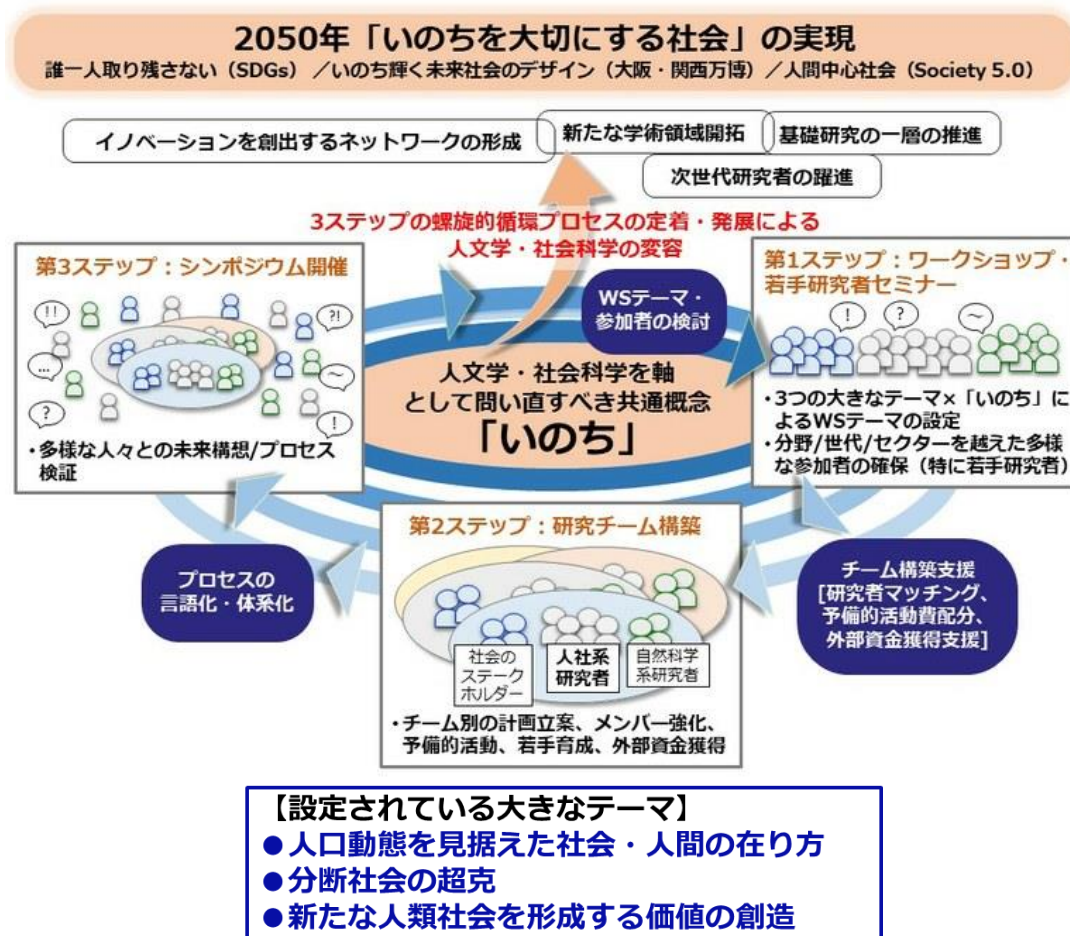 2050年「いのちを大切にする社会」の実現
誰一人取り残さない（SDGs）／いのち輝く未来社会のデザイン（大阪・関西万博）／人間中心社会（Society 5.0）
イノベーションを創出するネットワークの形成
新たな学術領域開拓
基礎研究の一層の推進
次世代研究者の躍進
3ステップの螺旋的循環プロセスの定着・発展による
人文学・社会科学の変容
第3ステップ：シンポジウム開催
!!
?!
…
～
?
!
・多様な人々との未来構想/プロセス
検証
WSテーマ・
参加者の検討
第1ステップ：ワークショップ・
若手研究者セミナー
!
?
～
・3つの大きなテーマ×「いのち」に
よるWSテーマの設定
・分野/世代/セクターを越えた多様
な参加者の確保（特に若手研究者）
人文学・社会科学を軸
として問い直すべき共通概念
「いのち」
第2ステップ：研究チーム構築
社会の
ステーク
ホルダー
人社系
研究者
自然科学
系研究者
・チーム別の計画立案、メンバー強化、
予備的活動、若手育成、外部資金獲得
プロセスの
言語化・体系化
チーム構築支援
[研究者マッチング、
予備的活動費配分、
外部資金獲得支援]
【設定されている大きなテーマ】
●人口動態を見据えた社会・人間の在り方
●分断社会の超克
●新たな人類社会を形成する価値の創造